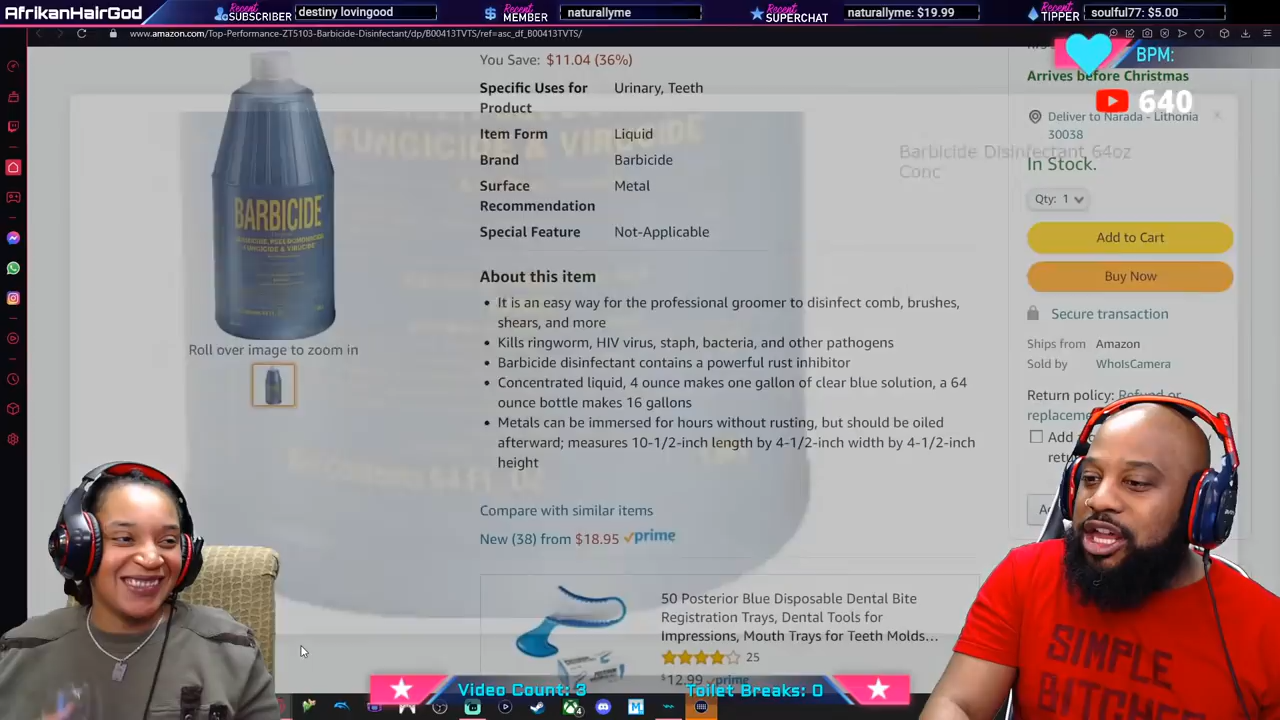 AfrikanHairGod
Recent SUBSCRIBER
destiny lovingood
Recent MEMBER
naturallyme
Recent SUPERCHAT
naturallyme: $19.99
Recent TIPPER
soulful77: $5.00
www.amazon.com/Top-Performance-ZT5103-Barbicide-Disinfectant/dp/B00413TVTS/ref=asc_df_B00413TVTS/
BPM:
640
You Save: $11.04 (36%)
Specific Uses for Product
Urinary, Teeth
Item Form Liquid
Brand Barbicide
Surface Recommendation
Metal
Special Feature Not-Applicable
About this item
• It is an easy way for the professional groomer to disinfect comb, brushes,
shears, and more
• Kills ringworm, HIV virus, staph, bacteria, and other pathogens
• Barbicide disinfectant contains a powerful rust inhibitor
• Concentrated liquid, 4 ounce makes one gallon of clear blue solution, a 64
ounce bottle makes 16 gallons
• Metals can be immersed for hours without rusting, but should be oiled
afterward; measures 10-1/2-inch length by 4-1/2-inch width by 4-1/2-inch
height
Compare with similar items
New (38) from $18.95 prime
50 Posterior Blue Disposable Dental Bite
Registration Trays, Dental Tools for
Impressions, Mouth Trays for Teeth Molds...
25
$12.99 prime
BARBICIDE
FUNGICIDE & VIRUCIDE
Roll over image to zoom in
FUNGICIDE & VIRUCIDE
Barbicide Disinfectant 64oz
Conc
Arrives before Christmas
Deliver to Narada - Lithonia
30038
In Stock.
Qty: 1
Add to Cart
Buy Now
Secure transaction
Ships from Amazon
Sold by WhoIsCamera
Return policy: Refund or
replaceme
Add
retu
SIMPLE
Video Count: 3
Toilet Breaks: 0